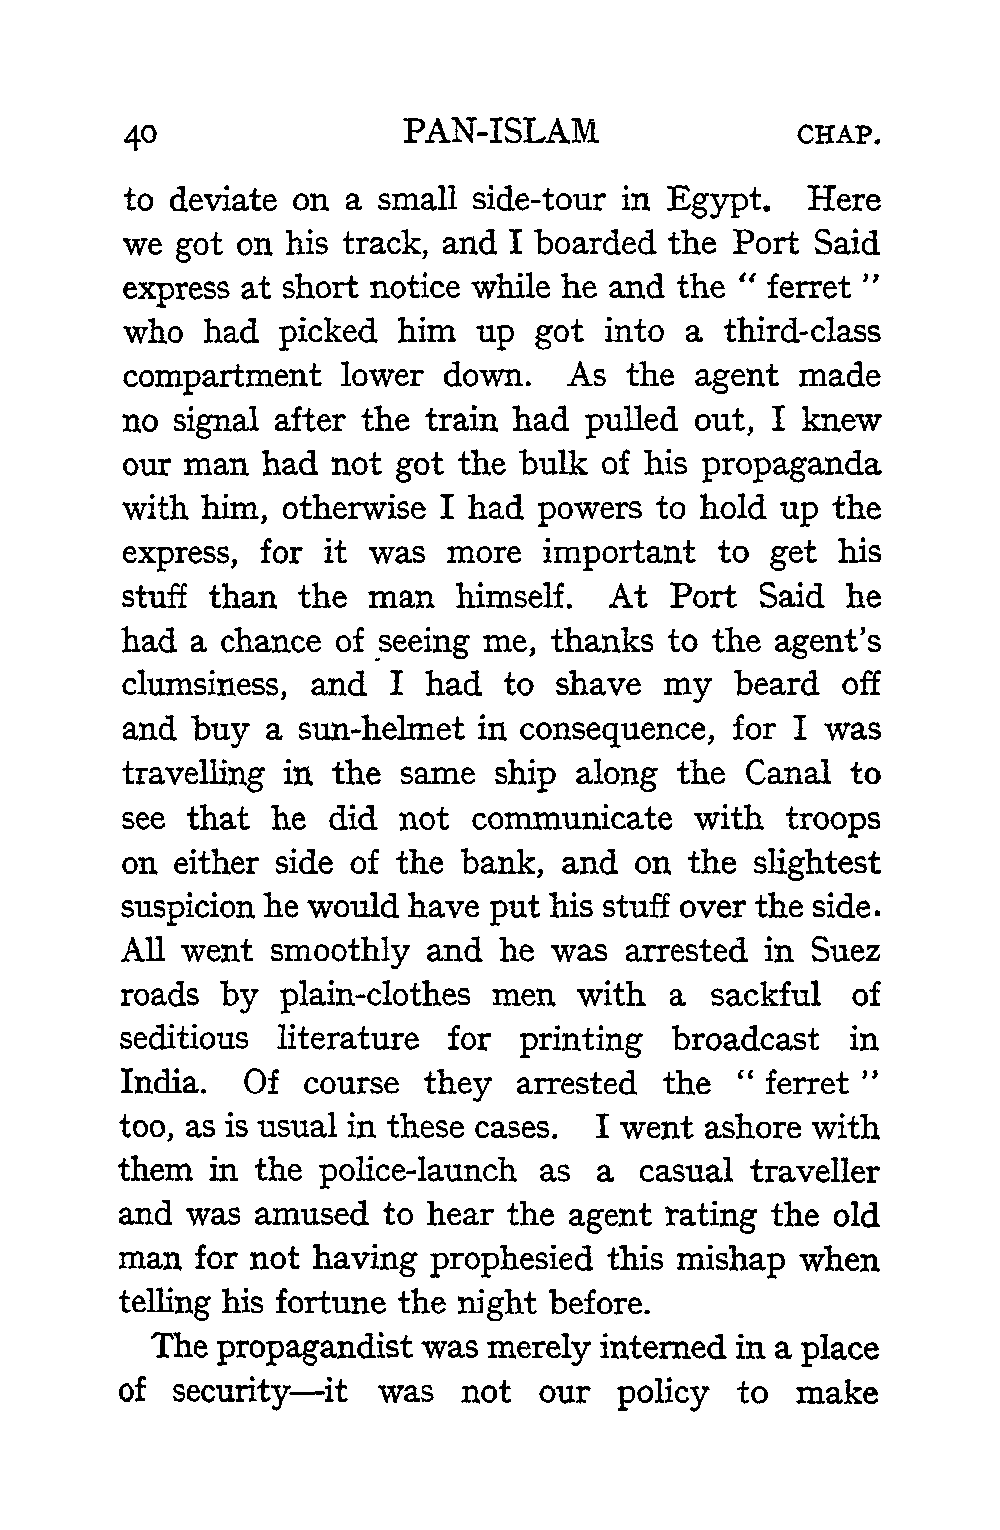 40 PAN-ISLAM CHAP.
to deviate on a small side-tour in Egypt. Here
we got on his track, and I boarded the Port Said
express at short notice while he and the " ferret "
who had picked him up got into a third-class
compartment lower down. As the agent made
no signal after the train had pulled out, I knew
our man had not got the bulk of his propaganda
with him, otherwise I had powers to hold up the
express, for it was more important to get his
stuff than the man himself. At Port Said he
had a chance of seeing me, thanks to the agent's
clumsiness, and I had to shave my beard off
and buy a sun-helmet in consequence, for I was
travelling in the same ship along the Canal to
see that he did not communicate with troops
on either side of the bank, and on the slightest
suspicion he would have put his stuff over the side.
All went smoothly and he was arrested in Suez
roads by plain-clothes men with a sackful of
seditious literature for printing broadcast in
India. Of course they arrested the " ferret "
too, as is usual in these cases. I went ashore with
them in the police-launch as a casual traveller
and was amused to hear the agent rating the old
man for not having prophesied this mishap when
telling his fortune the night before.
The propagandist was merely interned in a place
of security—it was not our policy to make